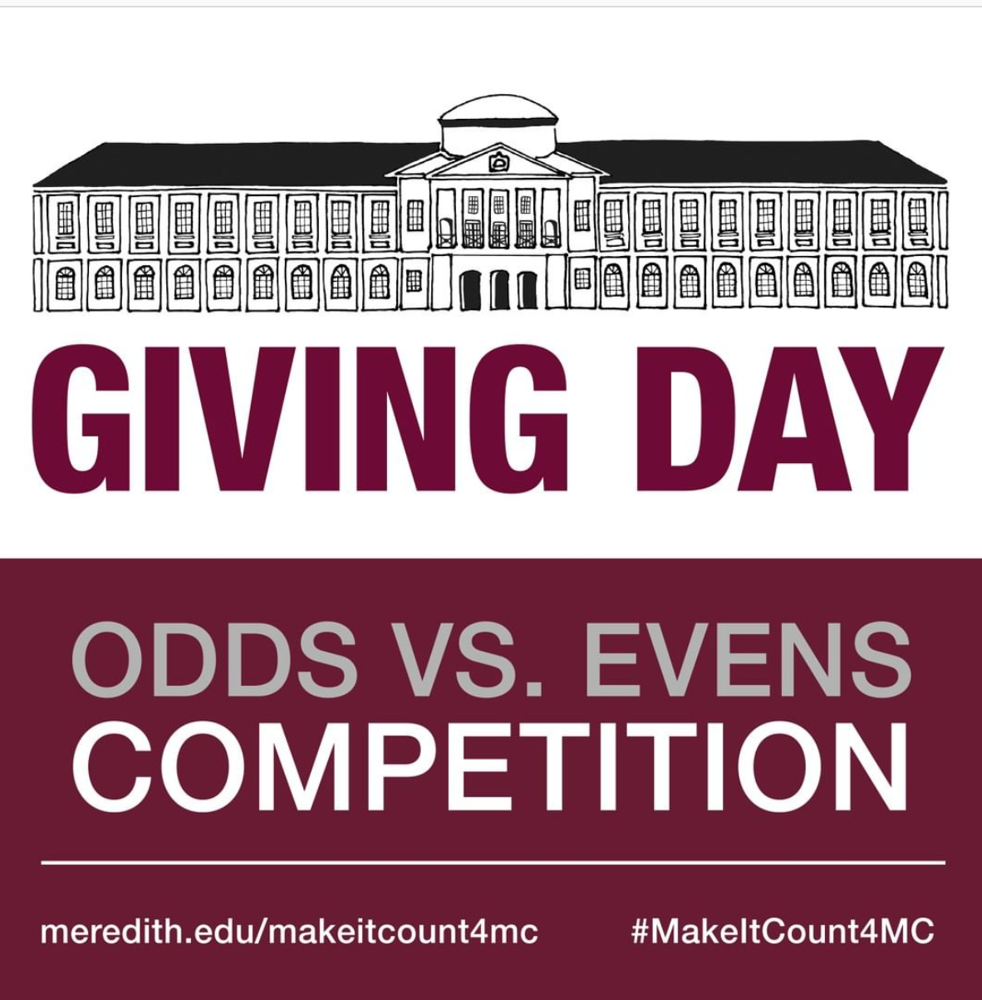 GIVING DAY
ODDS VS. EVENS
COMPETITION
meredith.edu/makeitcount4mc
#MakeItCount4MC